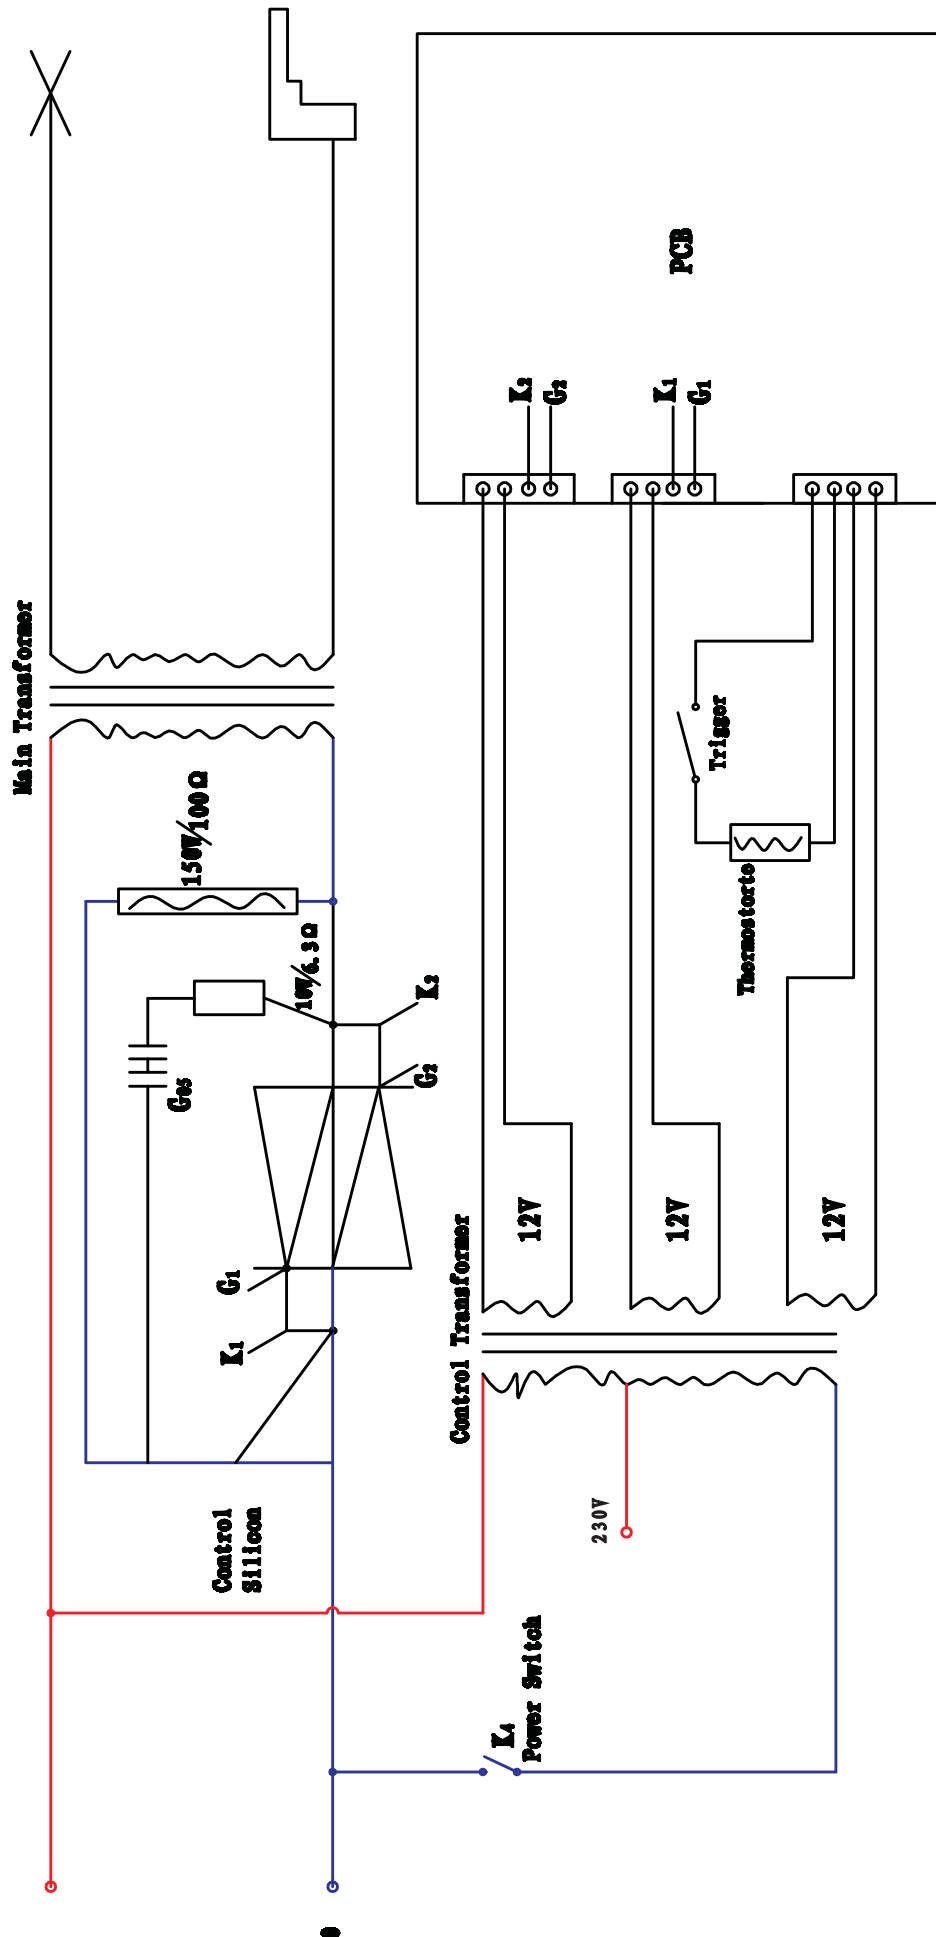 Main Transformer
150W/100Ω
10W/6.3Ω
K2
G2
G05
G1
K1
Control
Silicon
PCB
K2
G2
K1
G1
Trigger
Thermostorte
12V
12V
12V
Control Transformer
230V
K4
Power Switch